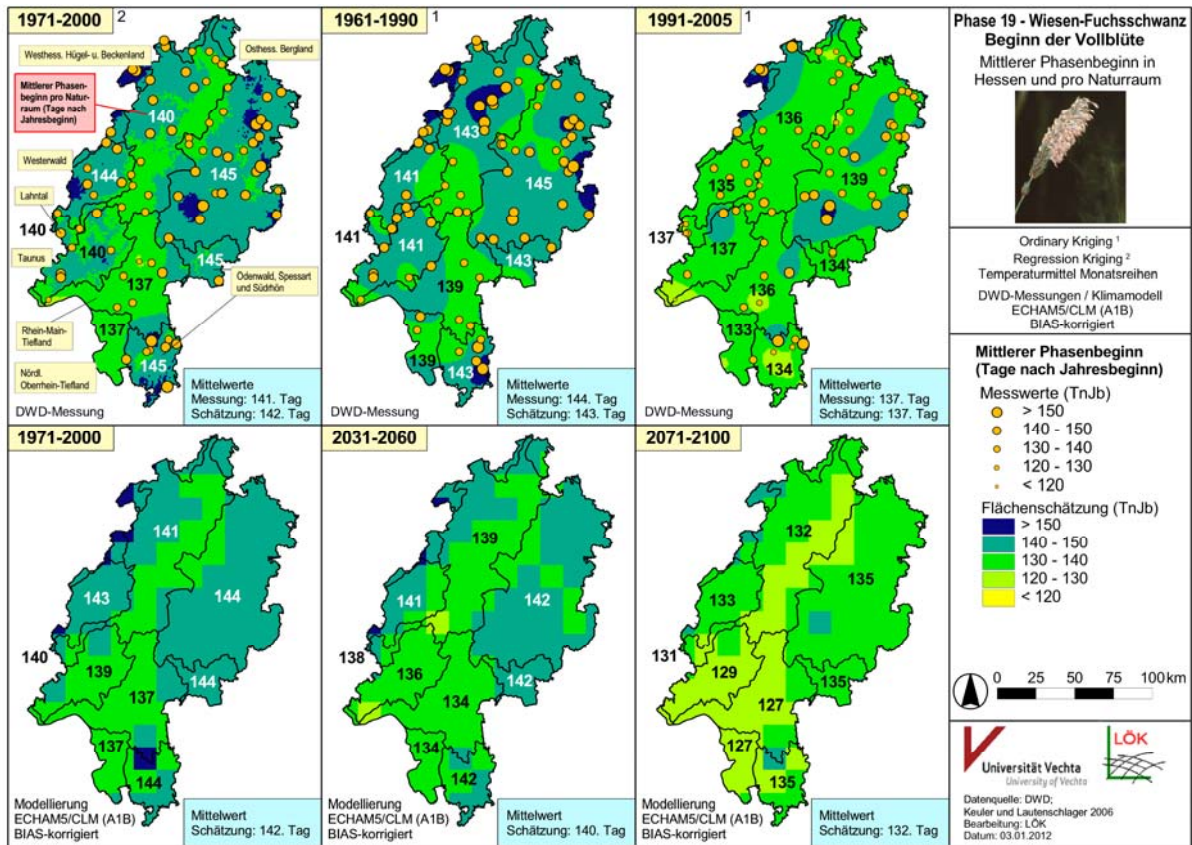 1971-2000
2
Westhess. Hügel- u. Beckenland
Osthess. Bergland
Mittlerer Phasen-
beginn pro Natur-
raum (Tage nach
Jahresbeginn)
140
Westerwald
144
145
Lahntal
140
140
Taunus
145
137
Odenwald, Spessart
und Südrhön
Rhein-Main-
Tiefland
137
Nördl.
Oberrhein-Tiefland
145
DWD-Messung
Mittelwerte
Messung: 141. Tag
Schätzung: 142. Tag
1961-1990
1
143
141
145
141
141
143
139
139
143
DWD-Messung
Mittelwerte
Messung: 144. Tag
Schätzung: 143. Tag
1991-2005
1
136
135
139
137
137
134
136
133
134
DWD-Messung
Mittelwerte
Messung: 137. Tag
Schätzung: 137. Tag
1971-2000
141
143
144
140
139
144
137
137
144
Modellierung
ECHAM5/CLM (A1B)
BIAS-korrigiert
Mittelwert
Schätzung: 142. Tag
2031-2060
139
141
142
138
136
142
134
134
142
Modellierung
ECHAM5/CLM (A1B)
BIAS-korrigiert
Mittelwert
Schätzung: 140. Tag
2071-2100
132
133
135
131
129
135
127
127
135
Modellierung
ECHAM5/CLM (A1B)
BIAS-korrigiert
Mittelwert
Schätzung: 132. Tag
Phase 19 - Wiesen-Fuchsschwanz
Beginn der Vollblüte
Mittlerer Phasenbeginn in
Hessen und pro Naturraum
Ordinary Kriging 1
Regression Kriging 2
Temperaturmittel Monatsreihen
DWD-Messungen / Klimamodell
ECHAM5/CLM (A1B)
BIAS-korrigiert
Mittlerer Phasenbeginn
(Tage nach Jahresbeginn)
Messwerte (TnJb)
> 150
140 - 150
130 - 140
120 - 130
< 120
Flächenschätzung (TnJb)
> 150
140 - 150
130 - 140
120 - 130
< 120
0 25 50 75 100 km
Universität Vechta
University of Vechta
LÖK
Datenquelle: DWD;
Keuler und Lautenschlager 2006
Bearbeitung: LÖK
Datum: 03.01.2012